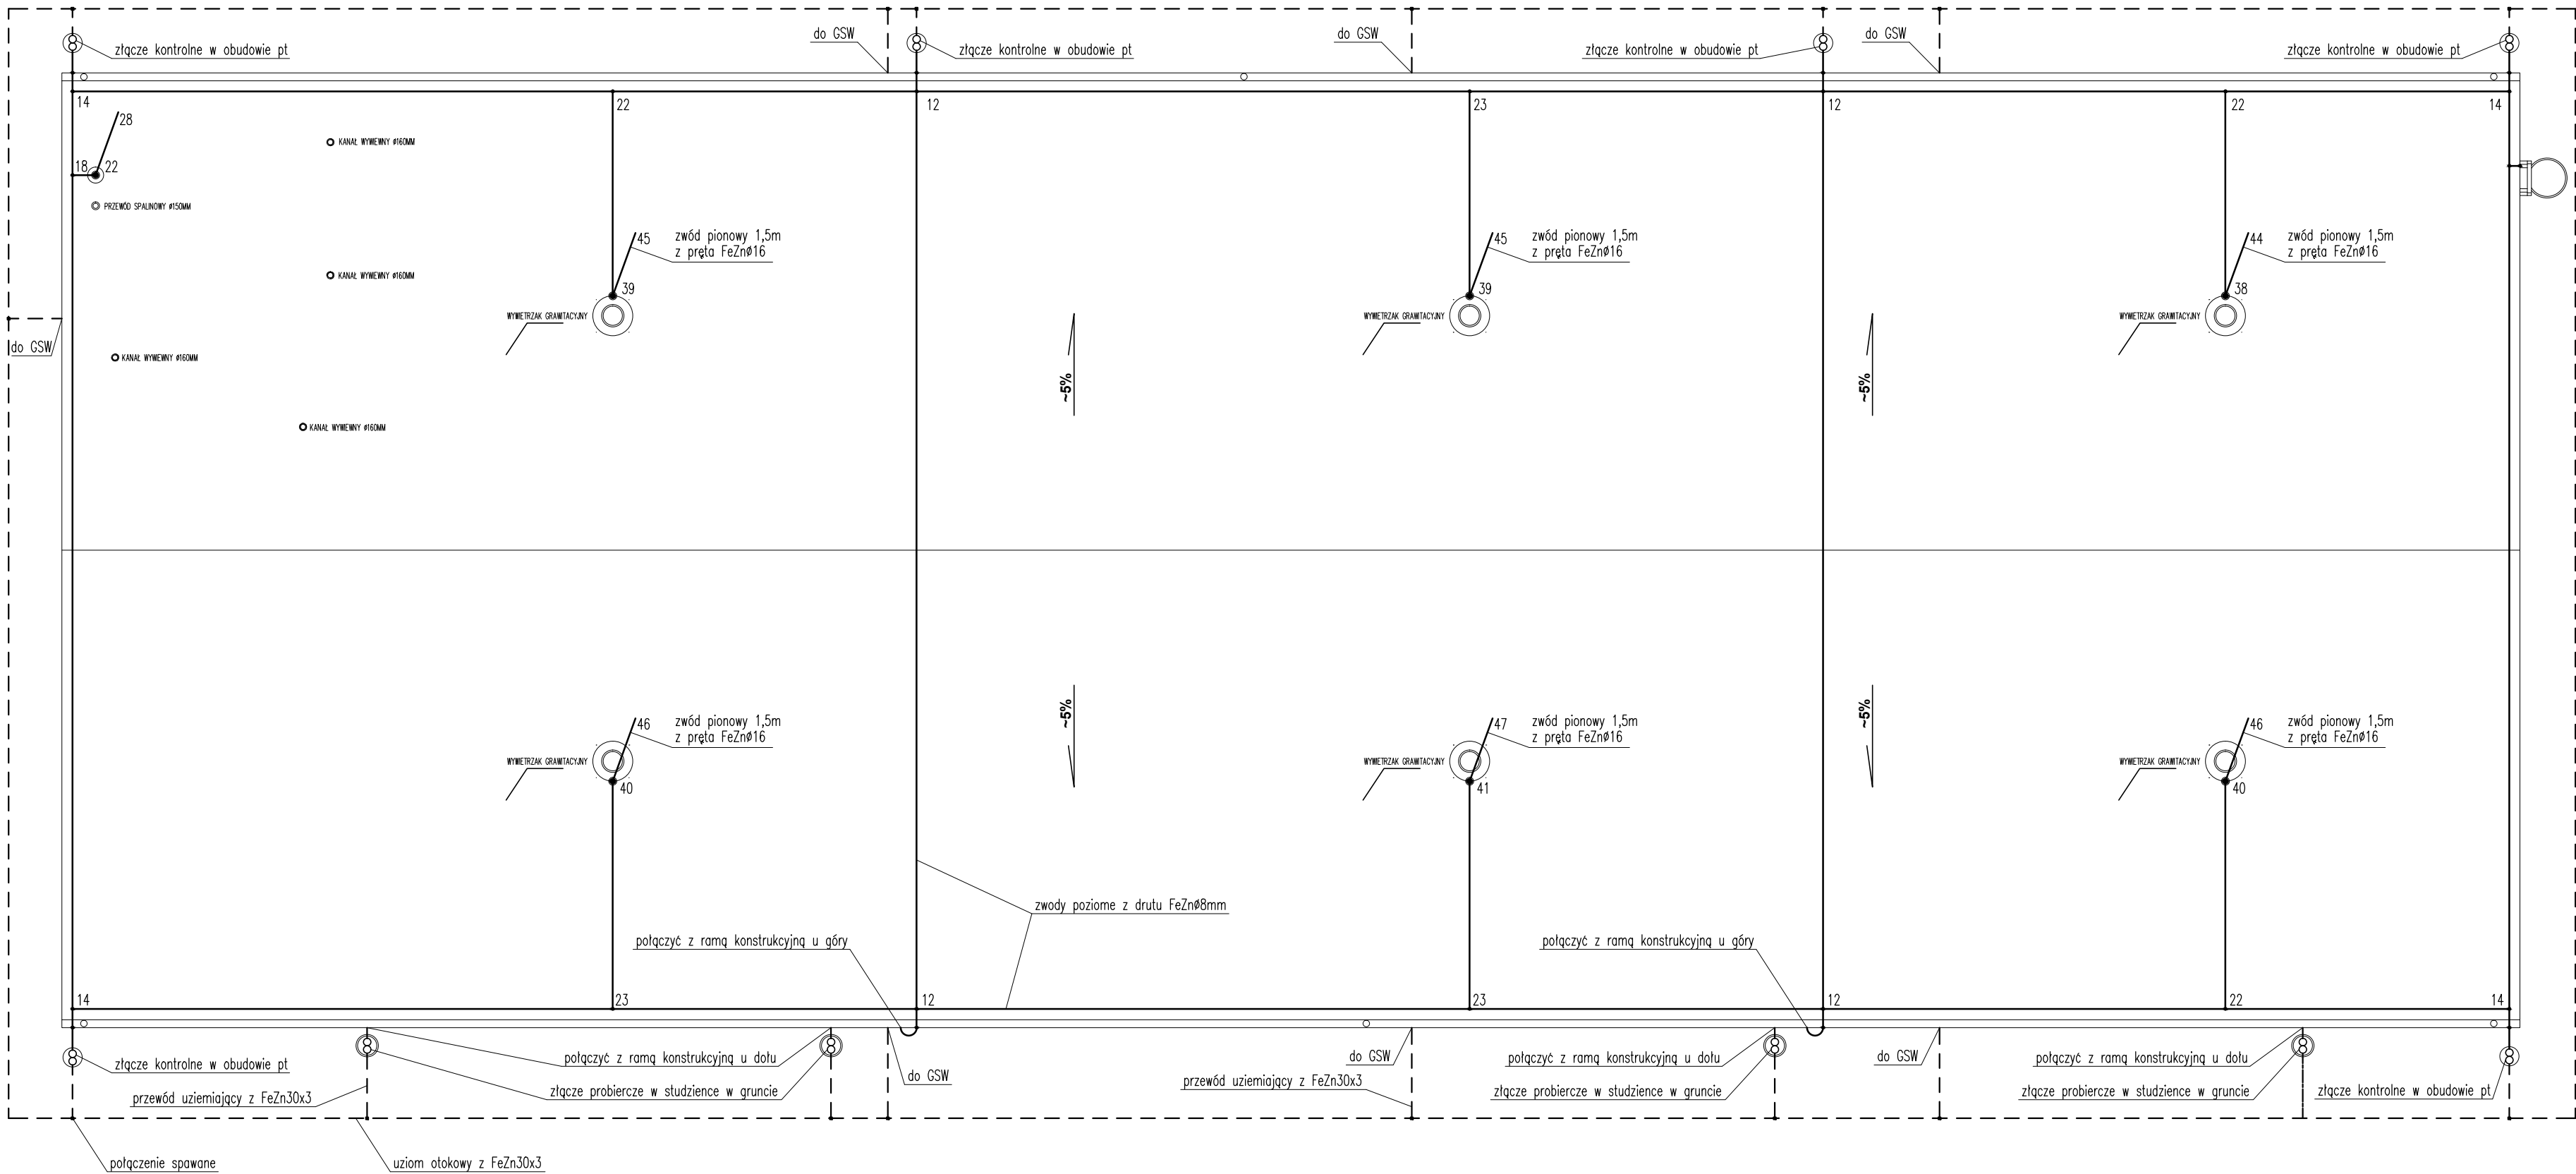 do GSW
do GSW
do GSW
złącze kontrolne w obudowie pt
złącze kontrolne w obudowie pt
złącze kontrolne w obudowie pt
złącze kontrolne w obudowie pt
14
22
12
23
12
22
14
28
KANAŁ WYWIEWNY ø160MM
18
22
PRZEWÓD SPALINOWY ø150MM
45
zwód pionowy 1,5m
z pręta FeZnø16
45
zwód pionowy 1,5m
z pręta FeZnø16
44
zwód pionowy 1,5m
z pręta FeZnø16
KANAŁ WYWIEWNY ø160MM
39
39
38
WYWIETRZAK GRAWITACYJNY
WYWIETRZAK GRAWITACYJNY
WYWIETRZAK GRAWITACYJNY
do GSW
KANAŁ WYWIEWNY ø160MM
~5%
~5%
KANAŁ WYWIEWNY ø160MM
~5%
~5%
46
zwód pionowy 1,5m
z pręta FeZnø16
47
zwód pionowy 1,5m
z pręta FeZnø16
46
zwód pionowy 1,5m
z pręta FeZnø16
WYWIETRZAK GRAWITACYJNY
WYWIETRZAK GRAWITACYJNY
WYWIETRZAK GRAWITACYJNY
40
41
40
zwody poziome z drutu FeZnø8mm
połączyć z ramą konstrukcyjną u góry
połączyć z ramą konstrukcyjną u góry
14
23
12
23
12
22
14
złącze kontrolne w obudowie pt
połączyć z ramą konstrukcyjną u dołu
do GSW
do GSW
połączyć z ramą konstrukcyjną u dołu
do GSW
połączyć z ramą konstrukcyjną u dołu
przewód uziemiający z FeZn30x3
złącze probiercze w studzience w gruncie
przewód uziemiający z FeZn30x3
złącze probiercze w studzience w gruncie
złącze probiercze w studzience w gruncie
złącze kontrolne w obudowie pt
połączenie spawane
uziom otokowy z FeZn30x3